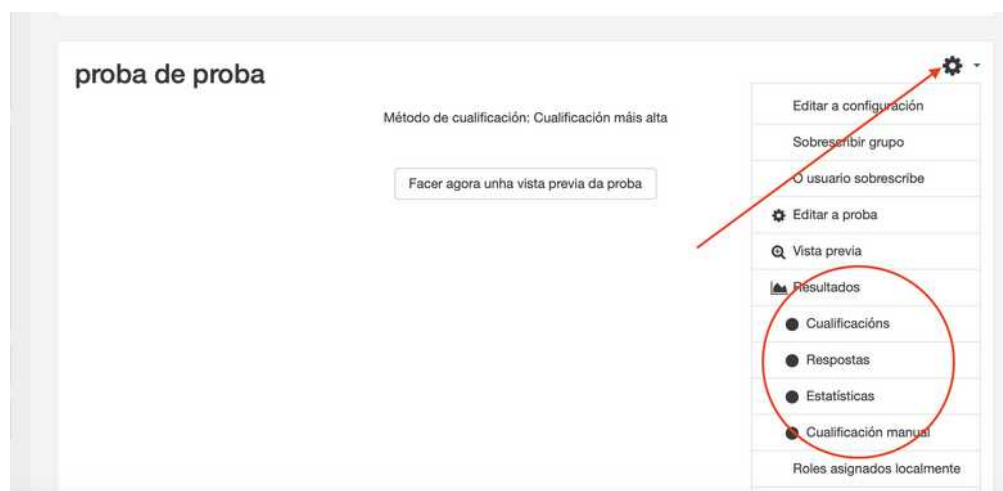 proba de proba
Método de cualificación: Cualificación máis alta
Facer agora unha vista previa da proba
Editar a configuración
Sobrescribir grupo
O usuario sobrescribe
Editar a proba
Vista previa
Resultados
Cualificacións
Respostas
Estatísticas
Cualificación manual
Roles asignados localmente